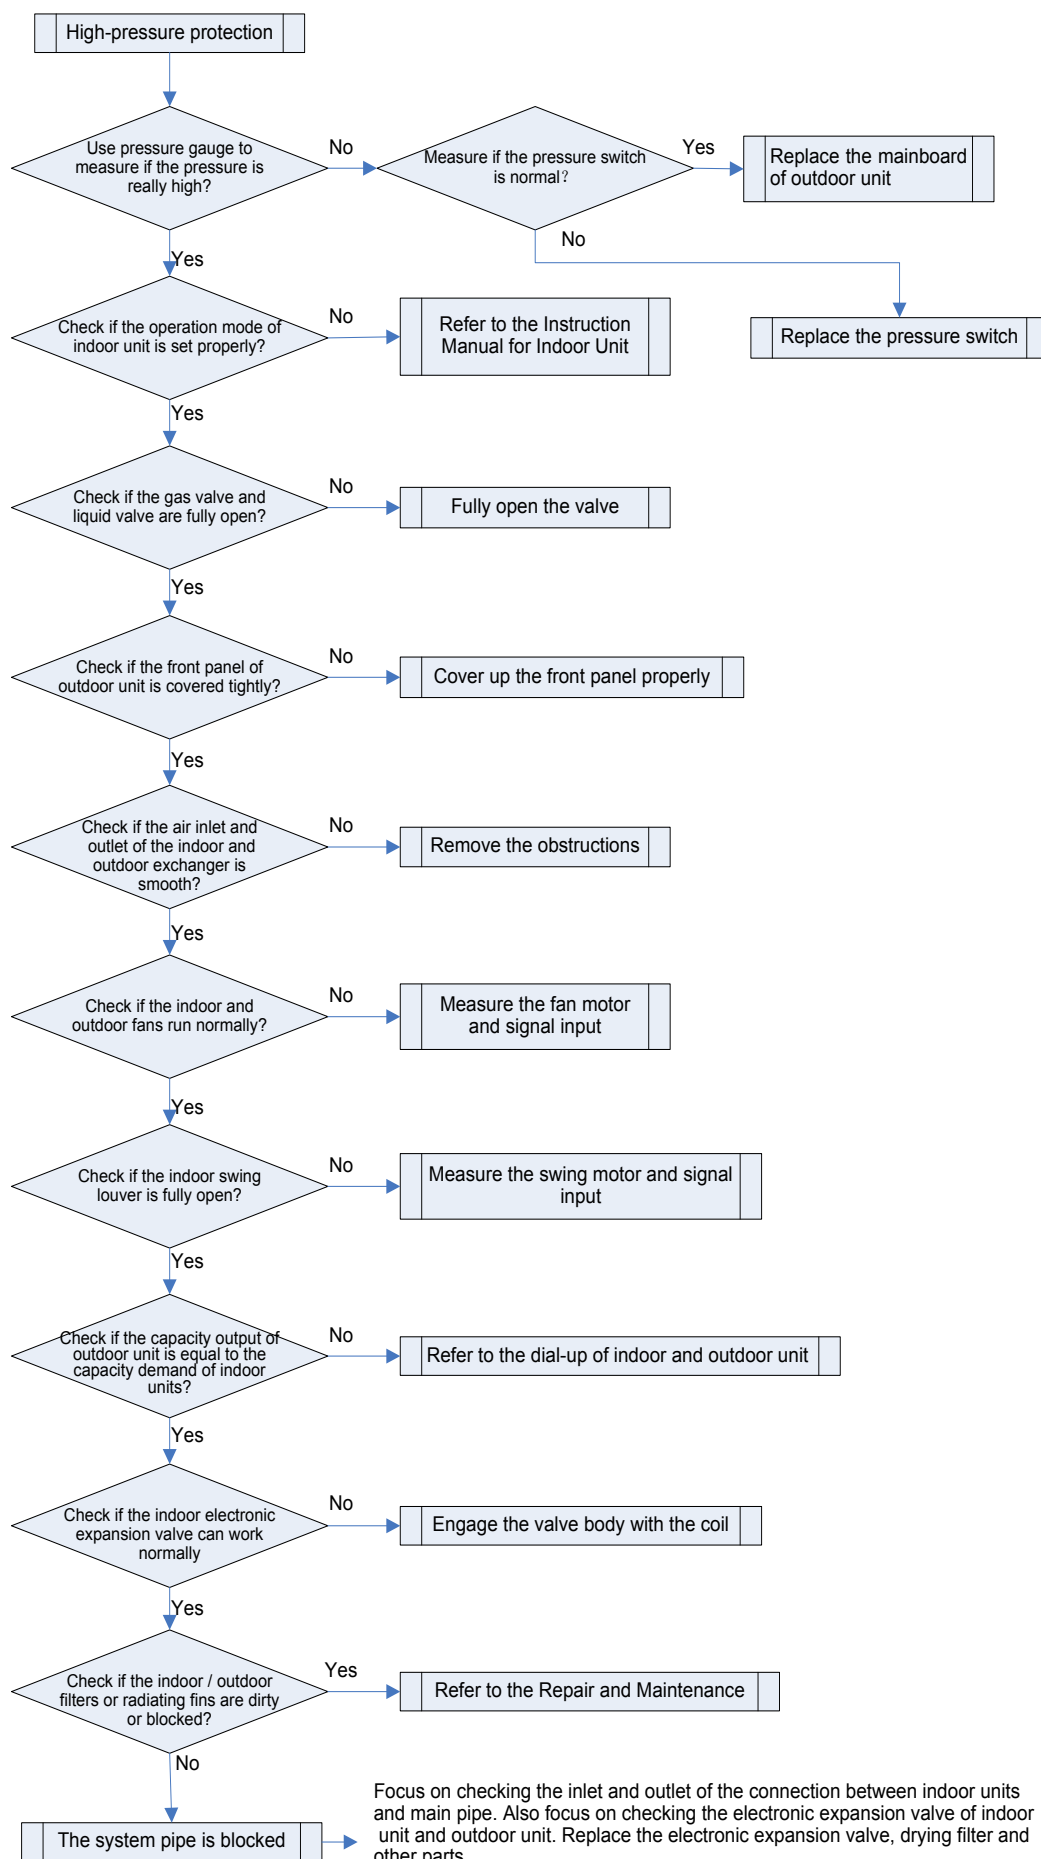 High-pressure protection
Use pressure gauge to
measure if the pressure is
really high?
No
Measure if the pressure switch
is normal?
Yes
Replace the mainboard
of outdoor unit
No
Replace the pressure switch
Yes
Check if the operation mode of
indoor unit is set properly?
No
Refer to the Instruction
Manual for Indoor Unit
Yes
Check if the gas valve and
liquid valve are fully open?
No
Fully open the valve
Yes
Check if the front panel of
outdoor unit is covered tightly?
No
Cover up the front panel properly
Yes
Check if the air inlet and
outlet of the indoor and
outdoor exchanger is
smooth?
No
Remove the obstructions
Yes
Check if the indoor and
outdoor fans run normally?
No
Measure the fan motor
and signal input
Yes
Check if the indoor swing
louver is fully open?
No
Measure the swing motor and signal
input
Yes
Check if the capacity output of
outdoor unit is equal to the
capacity demand of indoor
units?
No
Refer to the dial-up of indoor and outdoor unit
Yes
Check if the indoor electronic
expansion valve can work
normally
No
Engage the valve body with the coil
Yes
Check if the indoor / outdoor
filters or radiating fins are dirty
or blocked?
Yes
Refer to the Repair and Maintenance
No
The system pipe is blocked
Focus on checking the inlet and outlet of the connection between indoor units
and main pipe. Also focus on checking the electronic expansion valve of indoor
unit and outdoor unit. Replace the electronic expansion valve, drying filter and
other parts